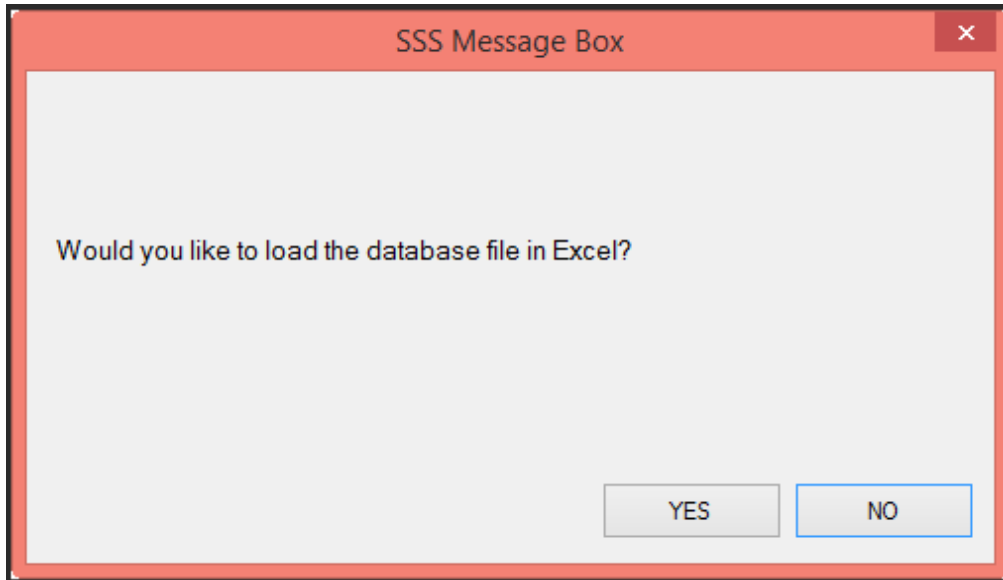 SSS Message Box
Would you like to load the database file in Excel?
YES
NO